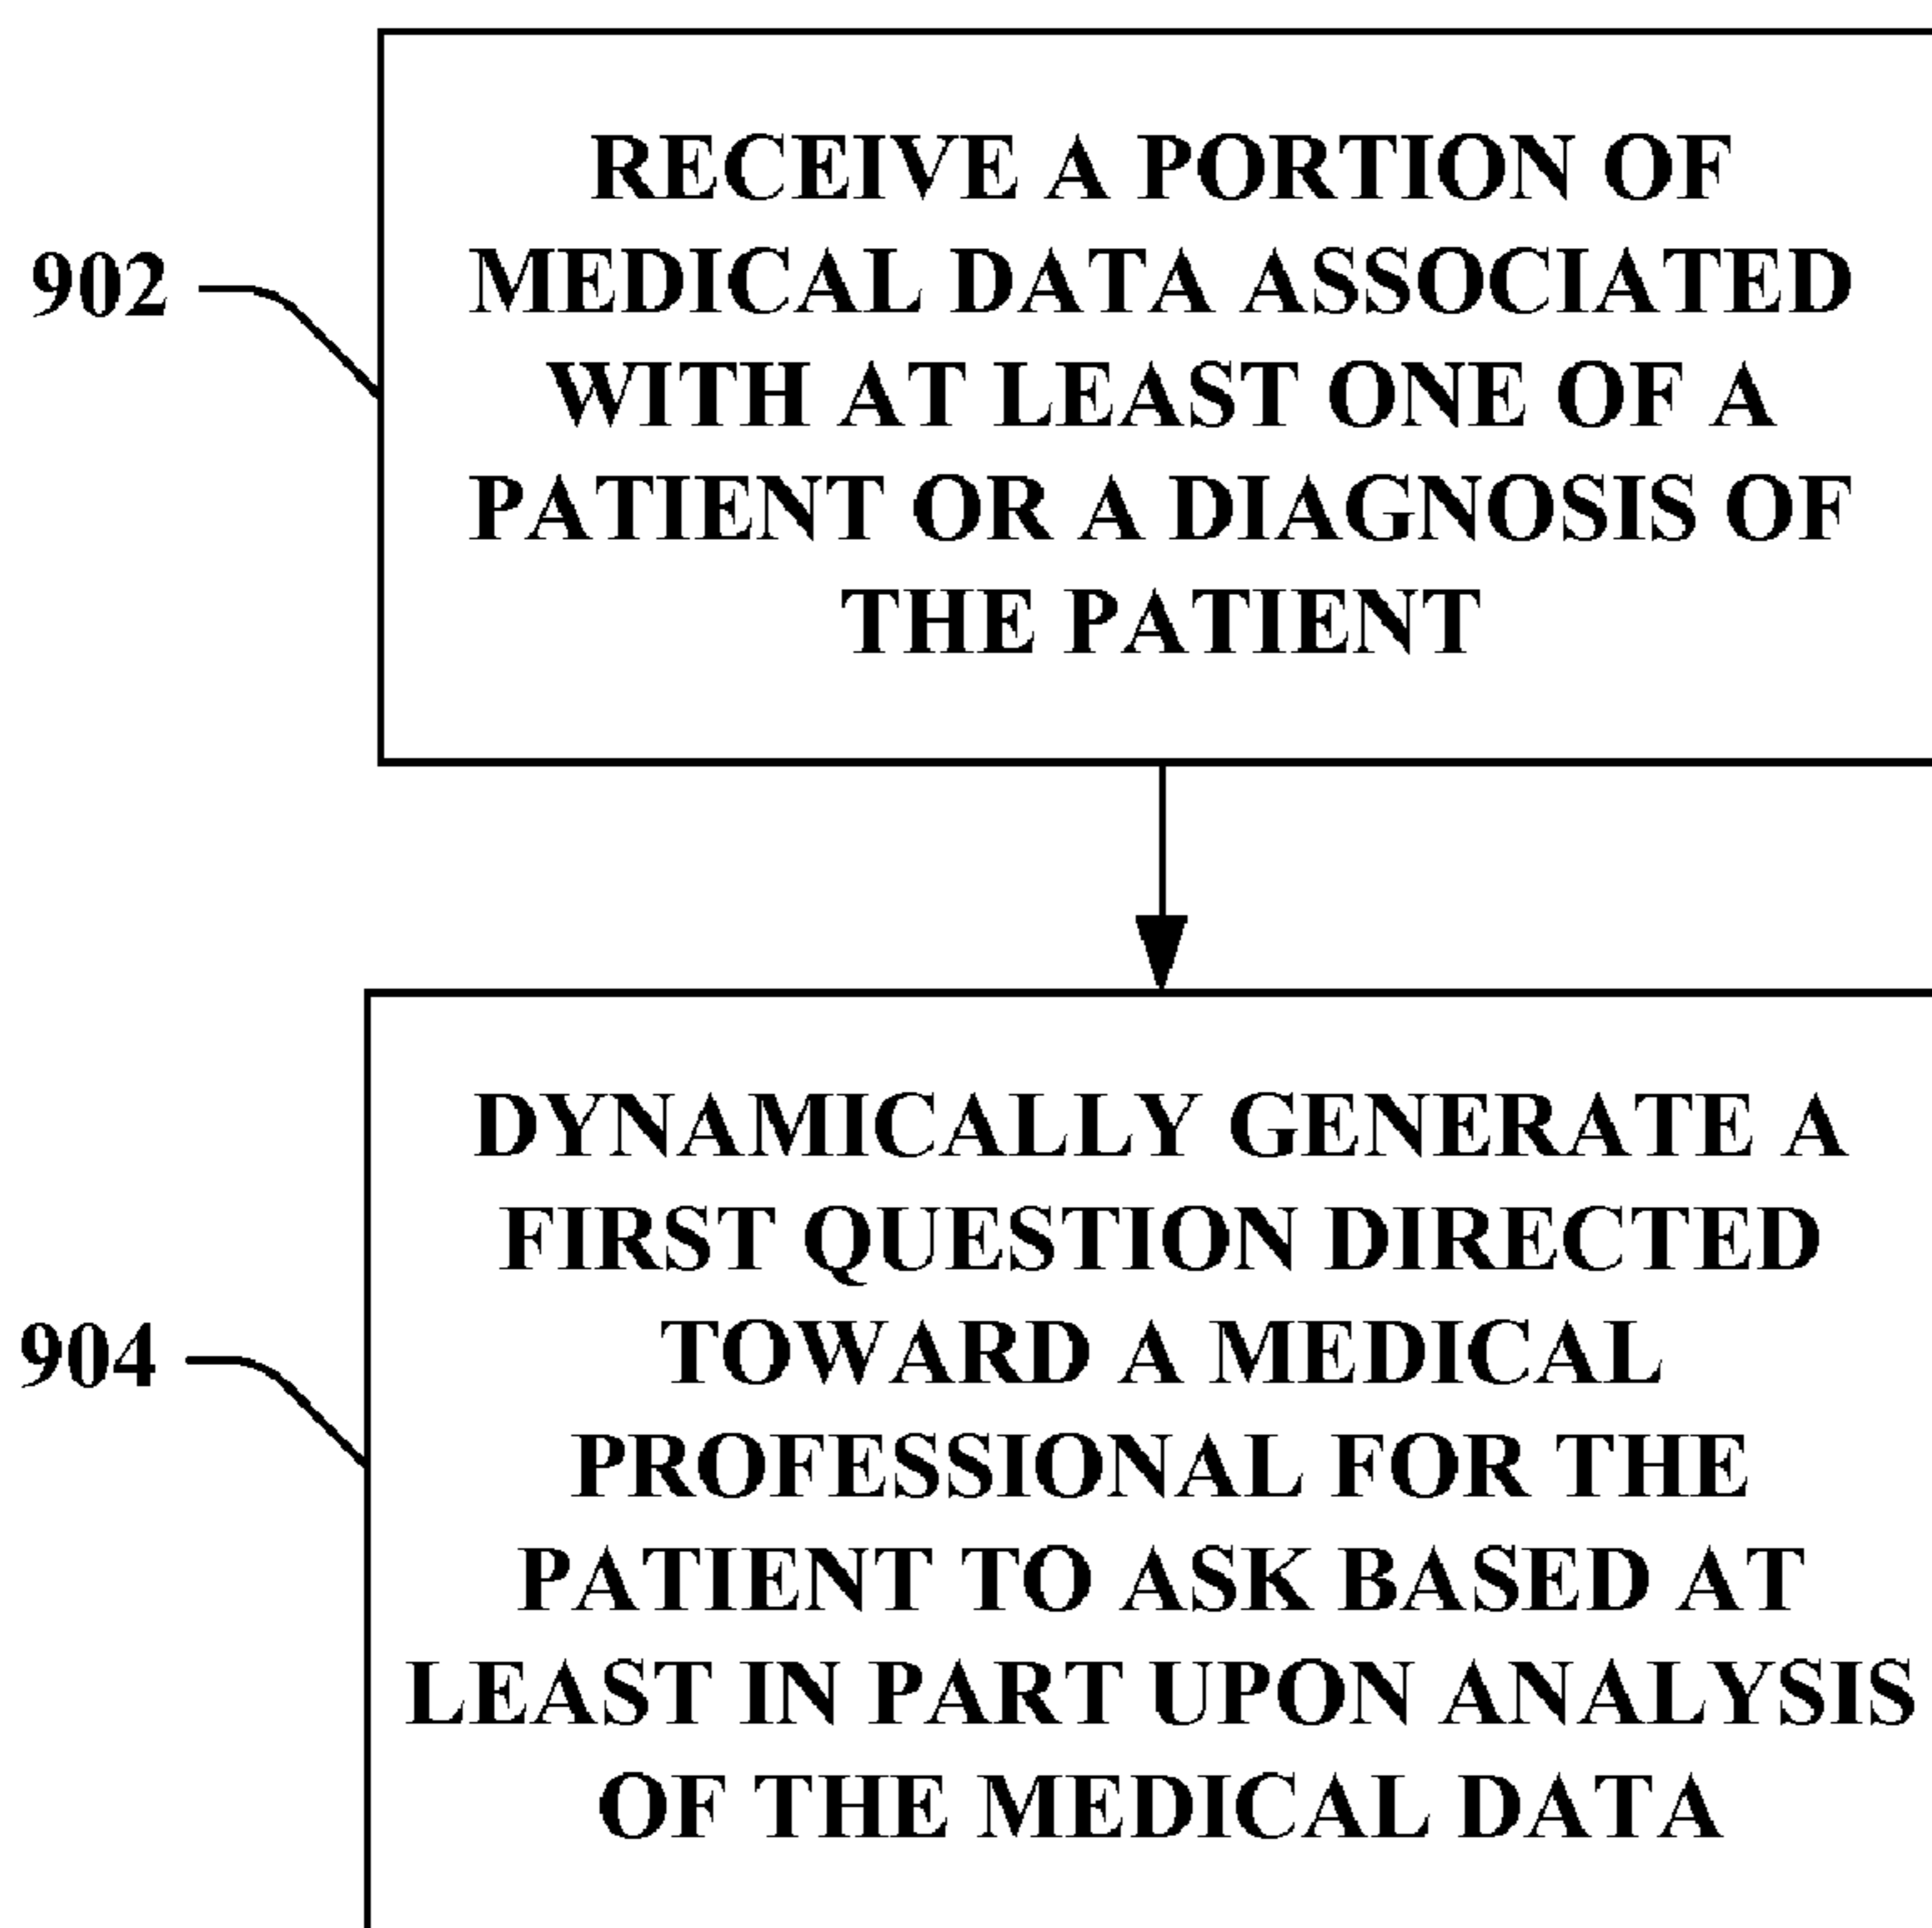 RECEIVE A PORTION OF
MEDICAL DATA ASSOCIATED
902
WITH AT LEAST ONE OF A
PATIENT OR A DIAGNOSIS OF
THE PATIENT
DYNAMICALLY GENERATE A
FIRST QUESTION DIRECTED
904
TOWARD A MEDICAL
PROFESSIONAL FOR THE
PATIENT TO ASK BASED AT
LEAST IN PART UPON ANALYSIS
OF THE MEDICAL DATA